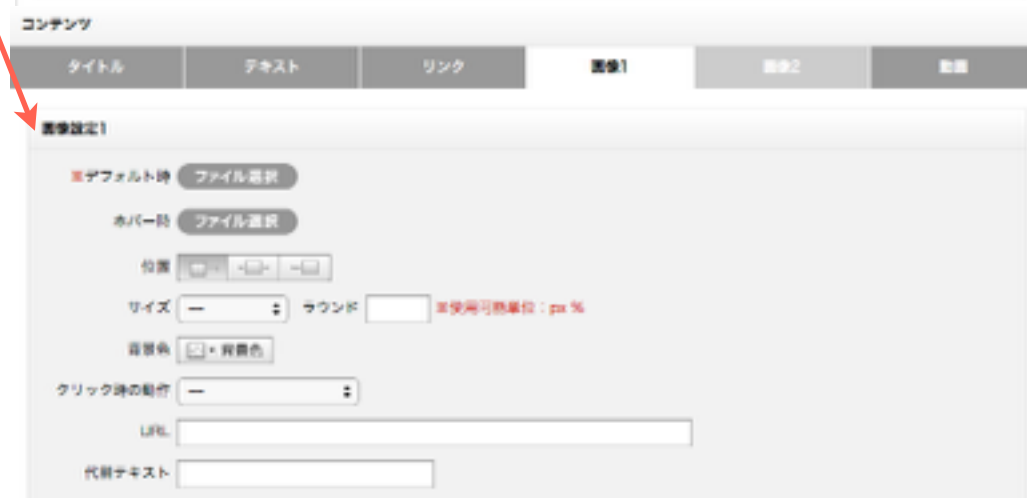 コンテンツ
タイトル テキスト リンク 画像1 画像2 動画
画像設定1
※デフォルト時 ファイル選択
ホバー時 ファイル選択
位置
サイズ — ラウンド ※使用可能単位：px %
背景色 背景色
クリック時の動作 —
URL
代替テキスト